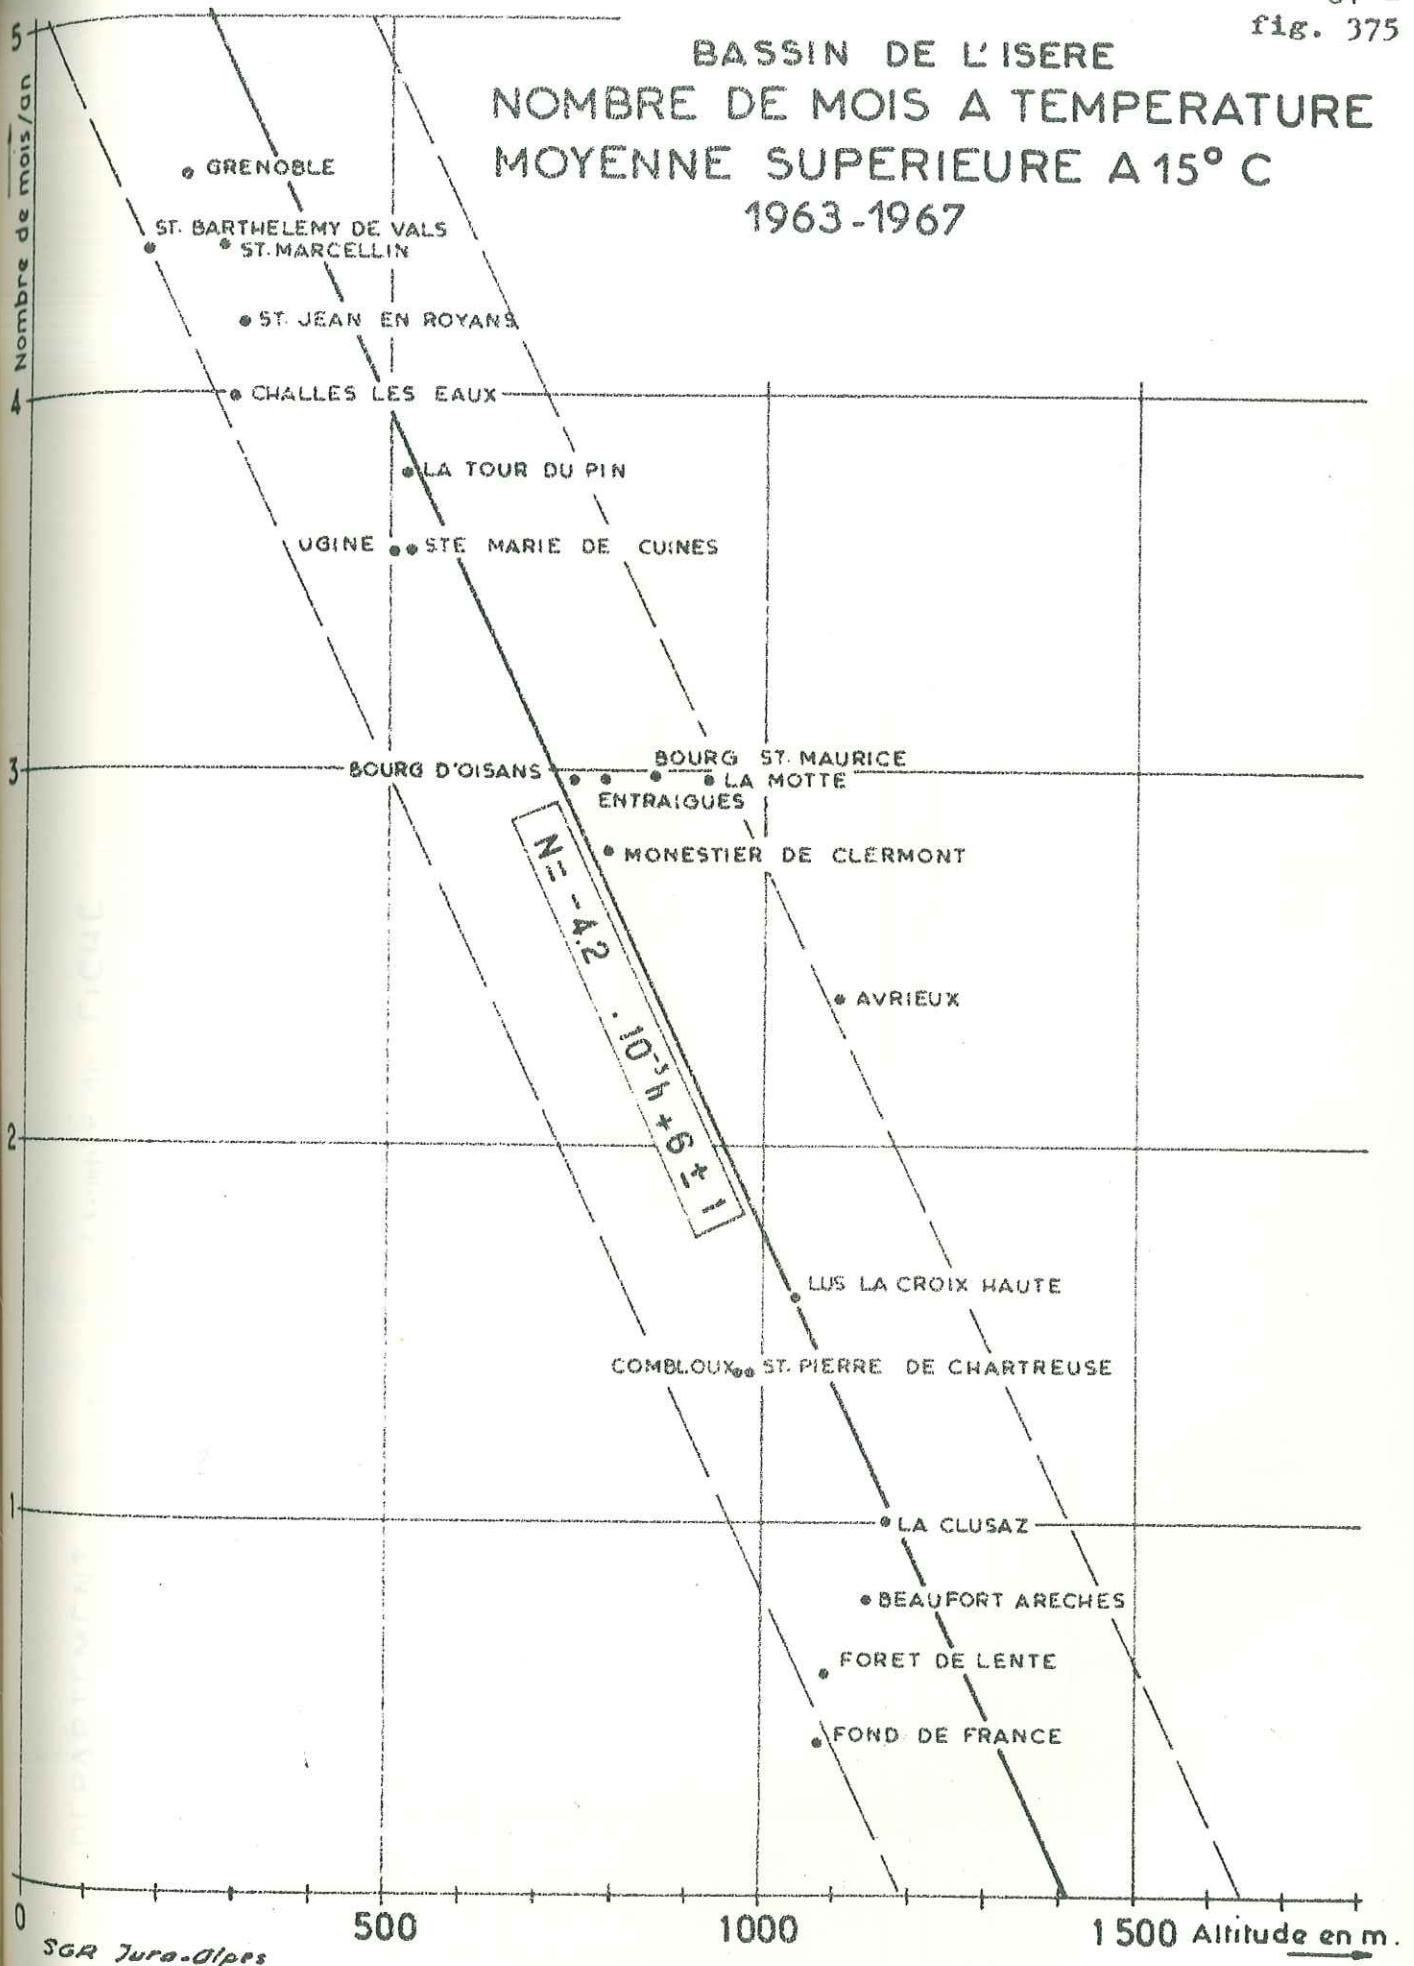 fig. 375
BASSIN DE L'ISERE
NOMBRE DE MOIS A TEMPERATURE
MOYENNE SUPERIEURE A 15° C
1963-1967
Nombre de mois/an
5
GRENOBLE
ST. BARTHELEMY DE VALS
ST. MARCELLIN
ST. JEAN EN ROYANS
4
CHALLES LES EAUX
LA TOUR DU PIN
UGINE
STE MARIE DE CUINES
3
BOURG D'OISANS
BOURG ST. MAURICE
LA MOTTE
ENTRAIGUES
MONESTIER DE CLERMONT
N= -4.2 .10⁻³h +6 ± 1
AVRIEUX
2
LUS LA CROIX HAUTE
COMBLOUX
ST. PIERRE DE CHARTREUSE
1
LA CLUSAZ
BEAUFORT ARECHES
FORET DE LENTE
FOND DE FRANCE
0
500
1000
1500
Altitude en m.
SGR Jura-Alpes